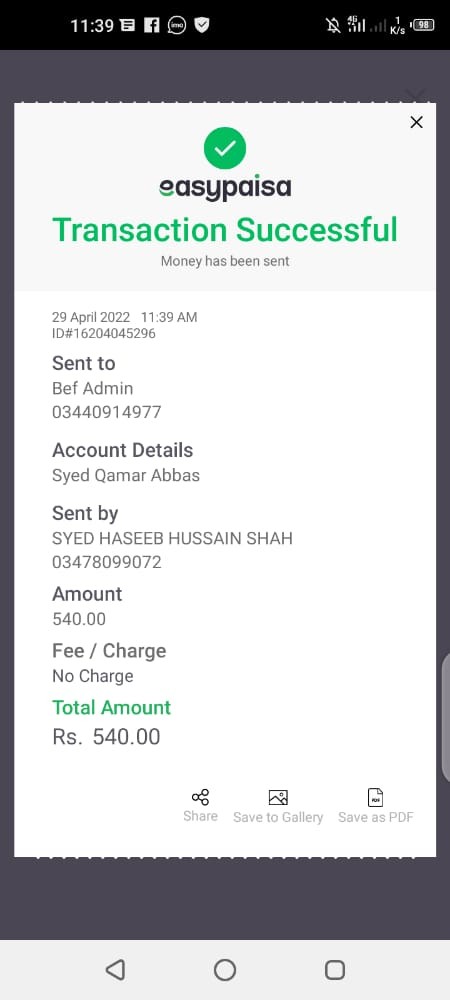 11:39
imo
4G
1
K/s
98
easypaisa
Transaction Successful
Money has been sent
29 April 2022 11:39 AM
ID#16204045296
Sent to
Bef Admin
03440914977
Account Details
Syed Qamar Abbas
Sent by
SYED HASEEB HUSSAIN SHAH
03478099072
Amount
540.00
Fee / Charge
No Charge
Total Amount
Rs. 540.00
PDF
Share Save to Gallery Save as PDF